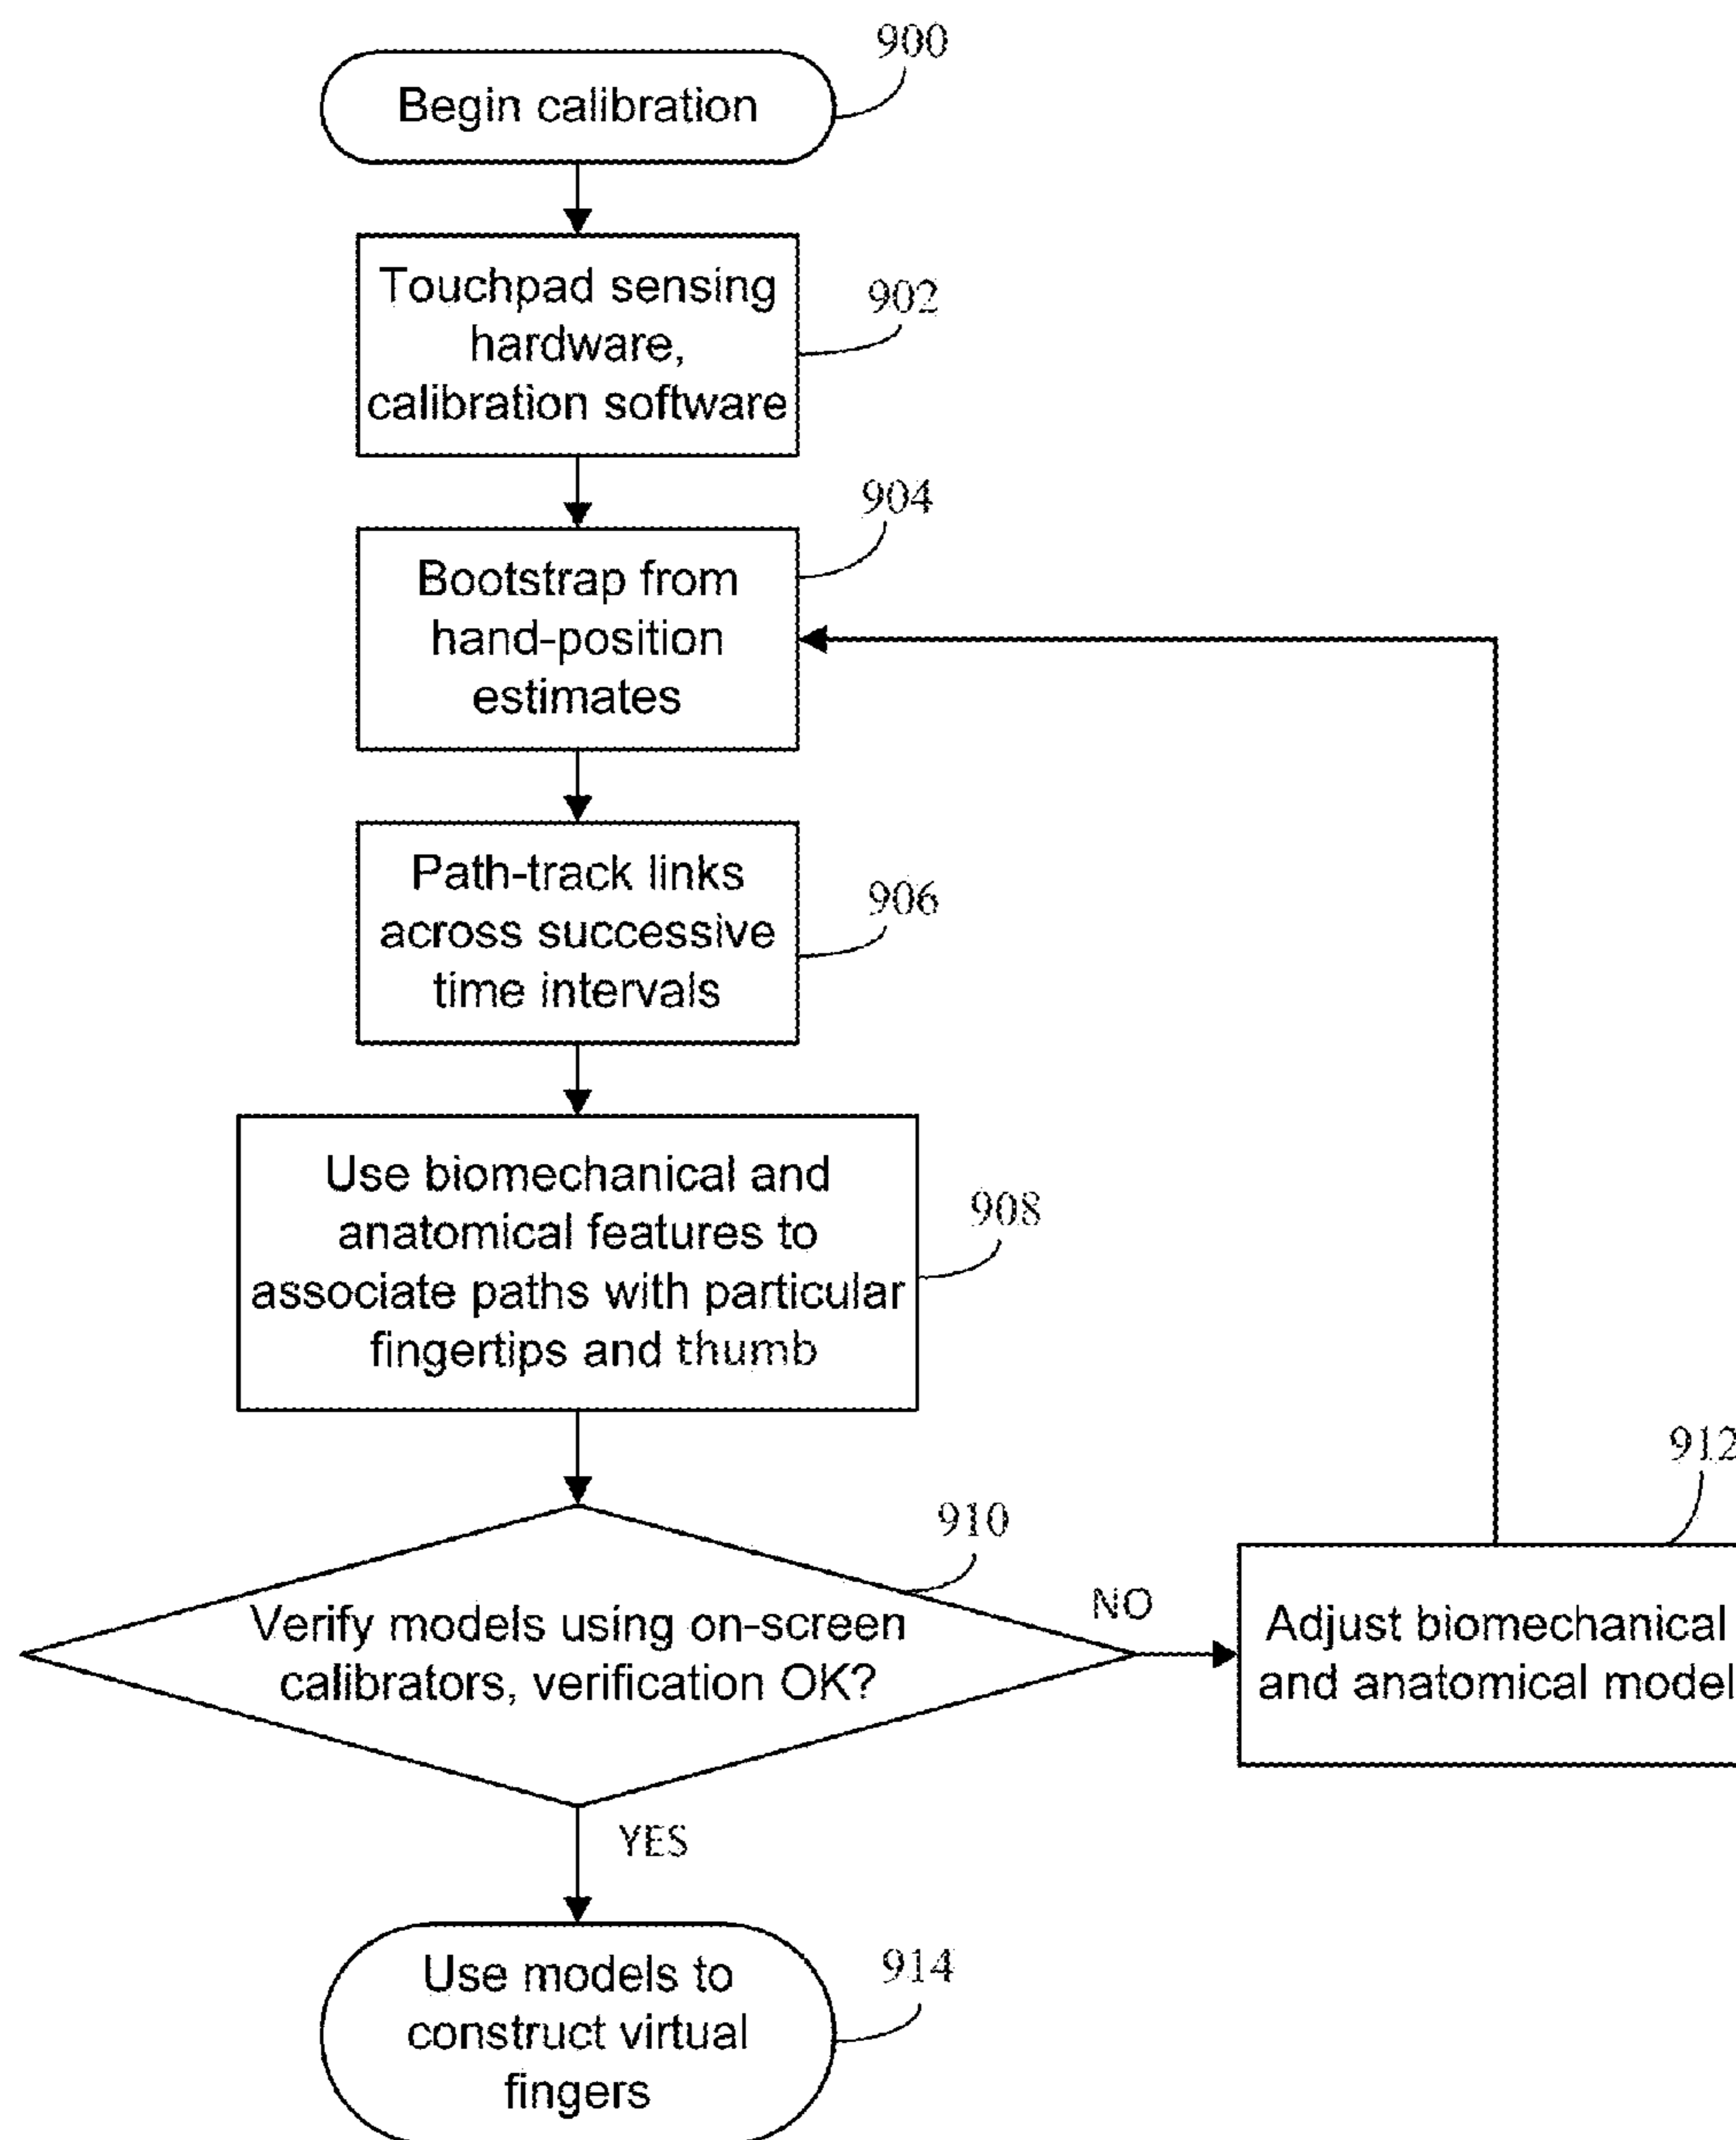 900
Begin calibration
Touchpad sensing
hardware,
calibration software
902
904
Bootstrap from
hand-position
estimates
Path-track links
across successive
time intervals
906
Use biomechanical and
anatomical features to
associate paths with particular
fingertips and thumb
908
910
Verify models using on-screen
calibrators, verification OK?
NO
912
Adjust biomechanical
and anatomical model
YES
Use models to
construct virtual
fingers
914